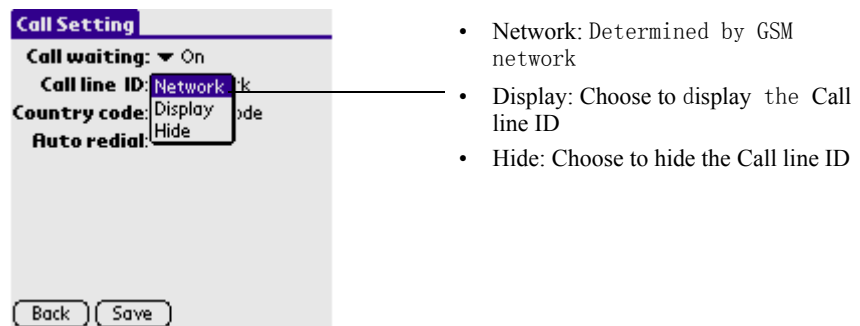 Call Setting
Call waiting: On
Call line ID: Network
Display
Hide
Country code:
Auto redial:
Back Save
• Network: Determined by GSM
network
• Display: Choose to display the Call
line ID
• Hide: Choose to hide the Call line ID